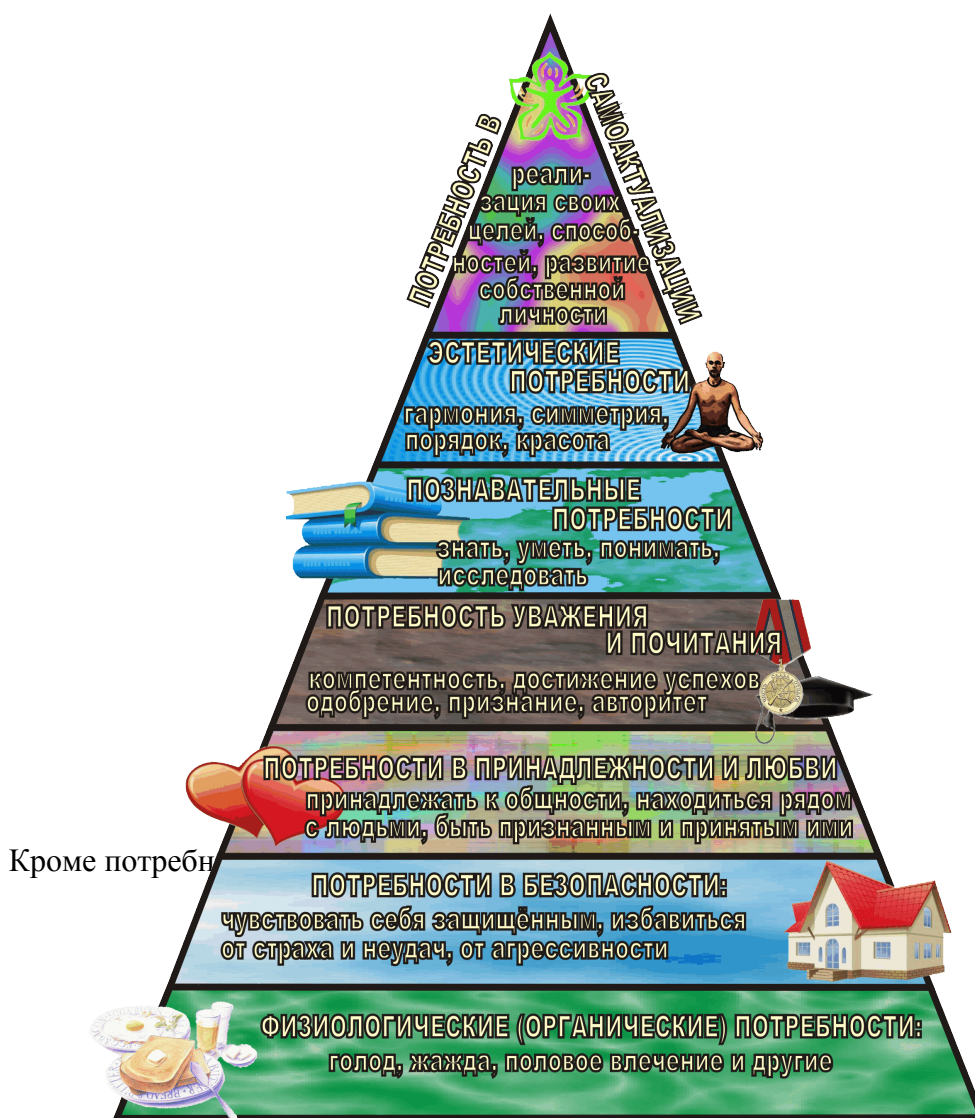 ПОТРЕБНОСТЬ В
САМОАКТУАЛИЗАЦИИ
реали-
зация своих
целей, способ-
ностей, развитие
собственной
личности
ЭСТЕТИЧЕСКИЕ
ПОТРЕБНОСТИ
гармония, симметрия,
порядок, красота
ПОЗНАВАТЕЛЬНЫЕ
ПОТРЕБНОСТИ
знать, уметь, понимать,
исследовать
ПОТРЕБНОСТЬ УВАЖЕНИЯ
И ПОЧИТАНИЯ
компетентность, достижение успехов,
одобрение, признание, авторитет
ПОТРЕБНОСТИ В ПРИНАДЛЕЖНОСТИ И ЛЮБВИ
принадлежать к общности, находиться рядом
с людьми, быть признанным и принятым ими
Кроме потребн
ПОТРЕБНОСТИ В БЕЗОПАСНОСТИ:
чувствовать себя защищённым, избавиться
от страха и неудач, от агрессивности
ФИЗИОЛОГИЧЕСКИЕ (ОРГАНИЧЕСКИЕ) ПОТРЕБНОСТИ:
голод, жажда, половое влечение и другие